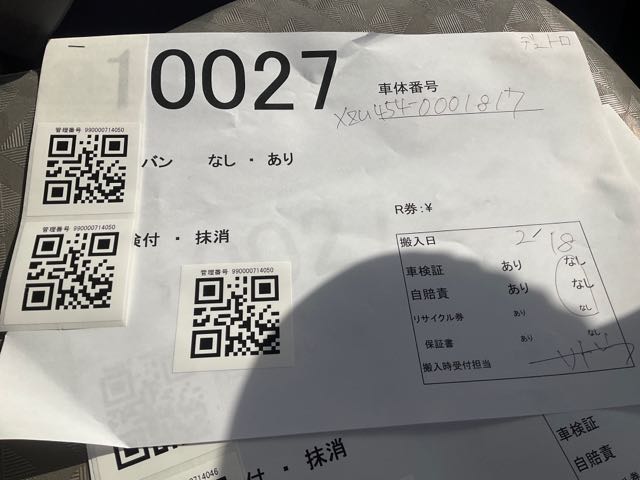 デュトロ
10027
車体番号
XZU454-0001817
管理番号 990000714050
バン なし ・ あり
R券:¥
検付 ・ 抹消
管理番号 990000714050
管理番号 990000714050
搬入日 2/18
車検証 あり なし
自賠責 あり なし
リサイクル券 あり なし
保証書 あり なし
搬入時受付担当
付 ・ 抹消
車検証
自賠責